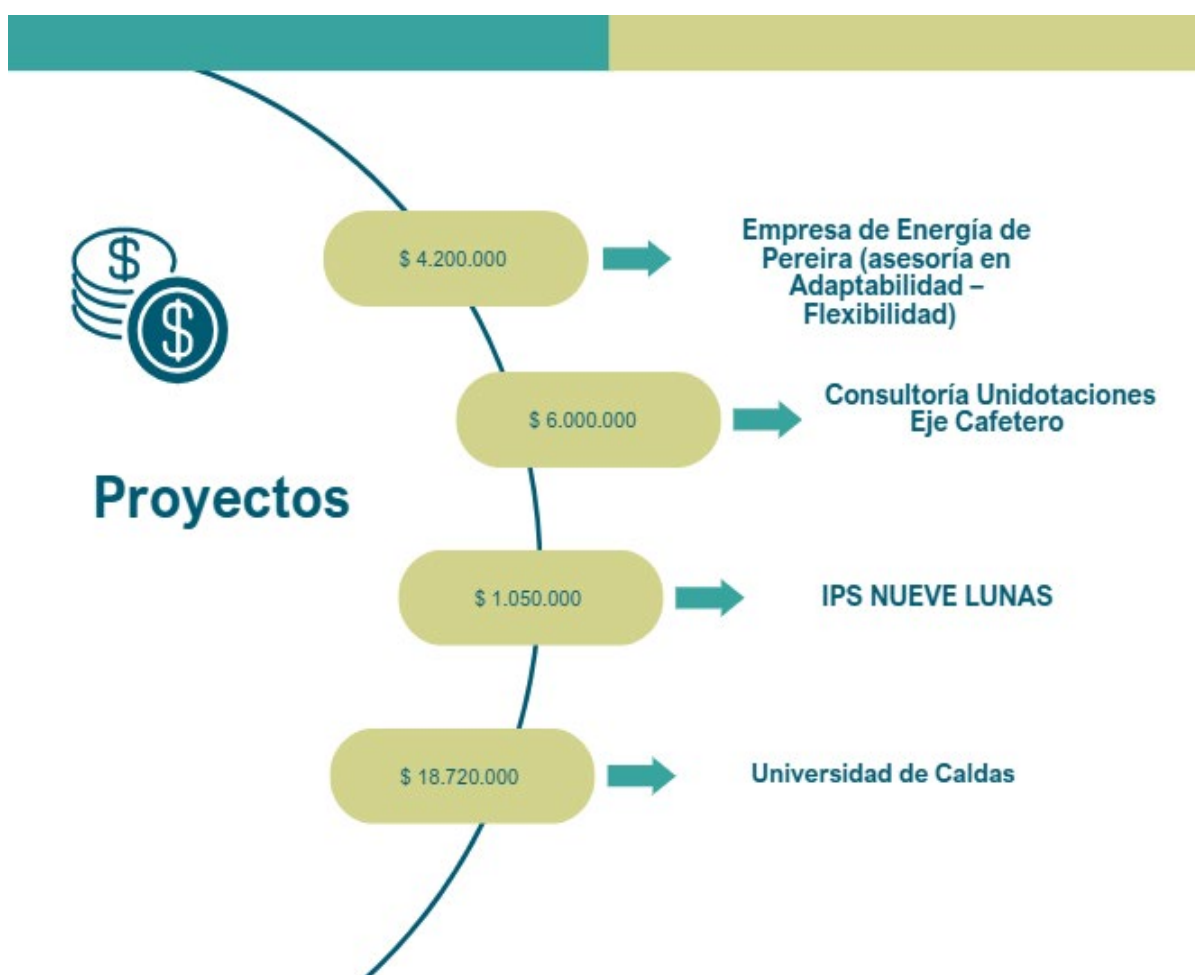 $ 4.200.000
Empresa de Energía de
Pereira (asesoría en
Adaptabilidad –
Flexibilidad)
$ 6.000.000
Consultoría Unidotaciones
Eje Cafetero
Proyectos
$ 1.050.000
IPS NUEVE LUNAS
$ 18.720.000
Universidad de Caldas